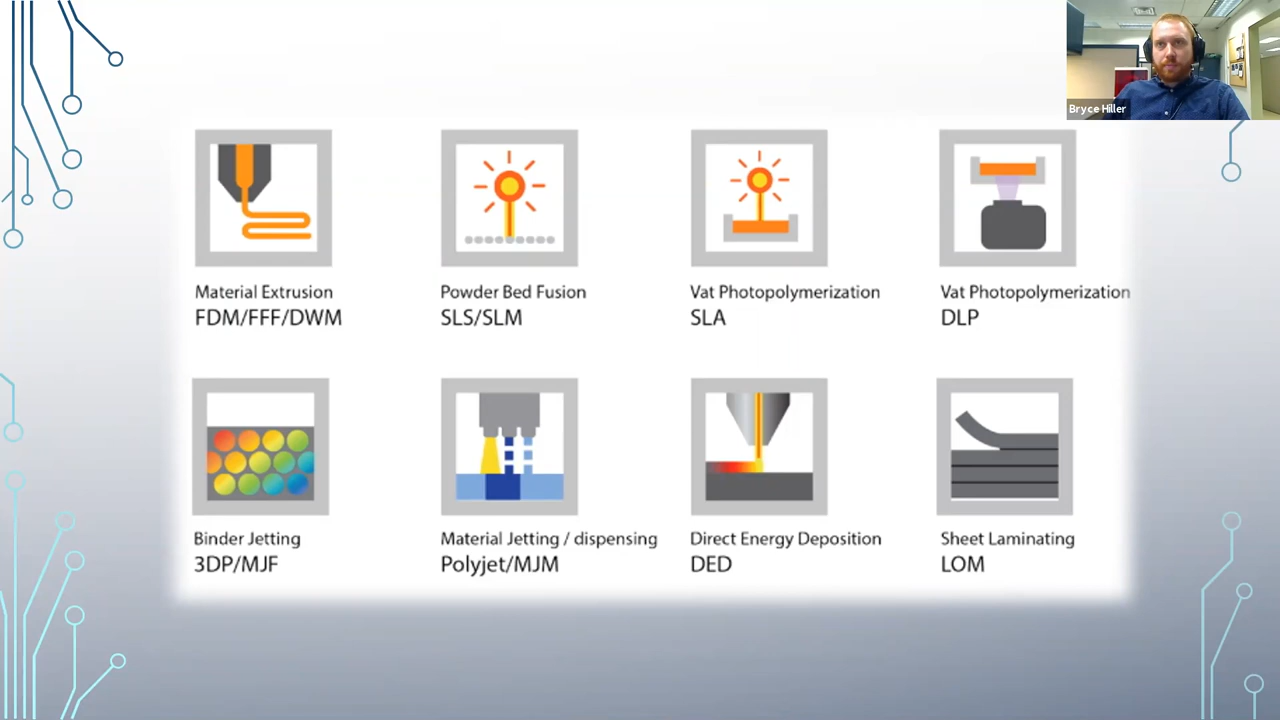 Bryce Hiller
Material Extrusion
FDM/FFF/DWM
Powder Bed Fusion
SLS/SLM
Vat Photopolymerization
SLA
Vat Photopolymerization
DLP
Binder Jetting
3DP/MJF
Material Jetting / dispensing
Polyjet/MJM
Direct Energy Deposition
DED
Sheet Laminating
LOM